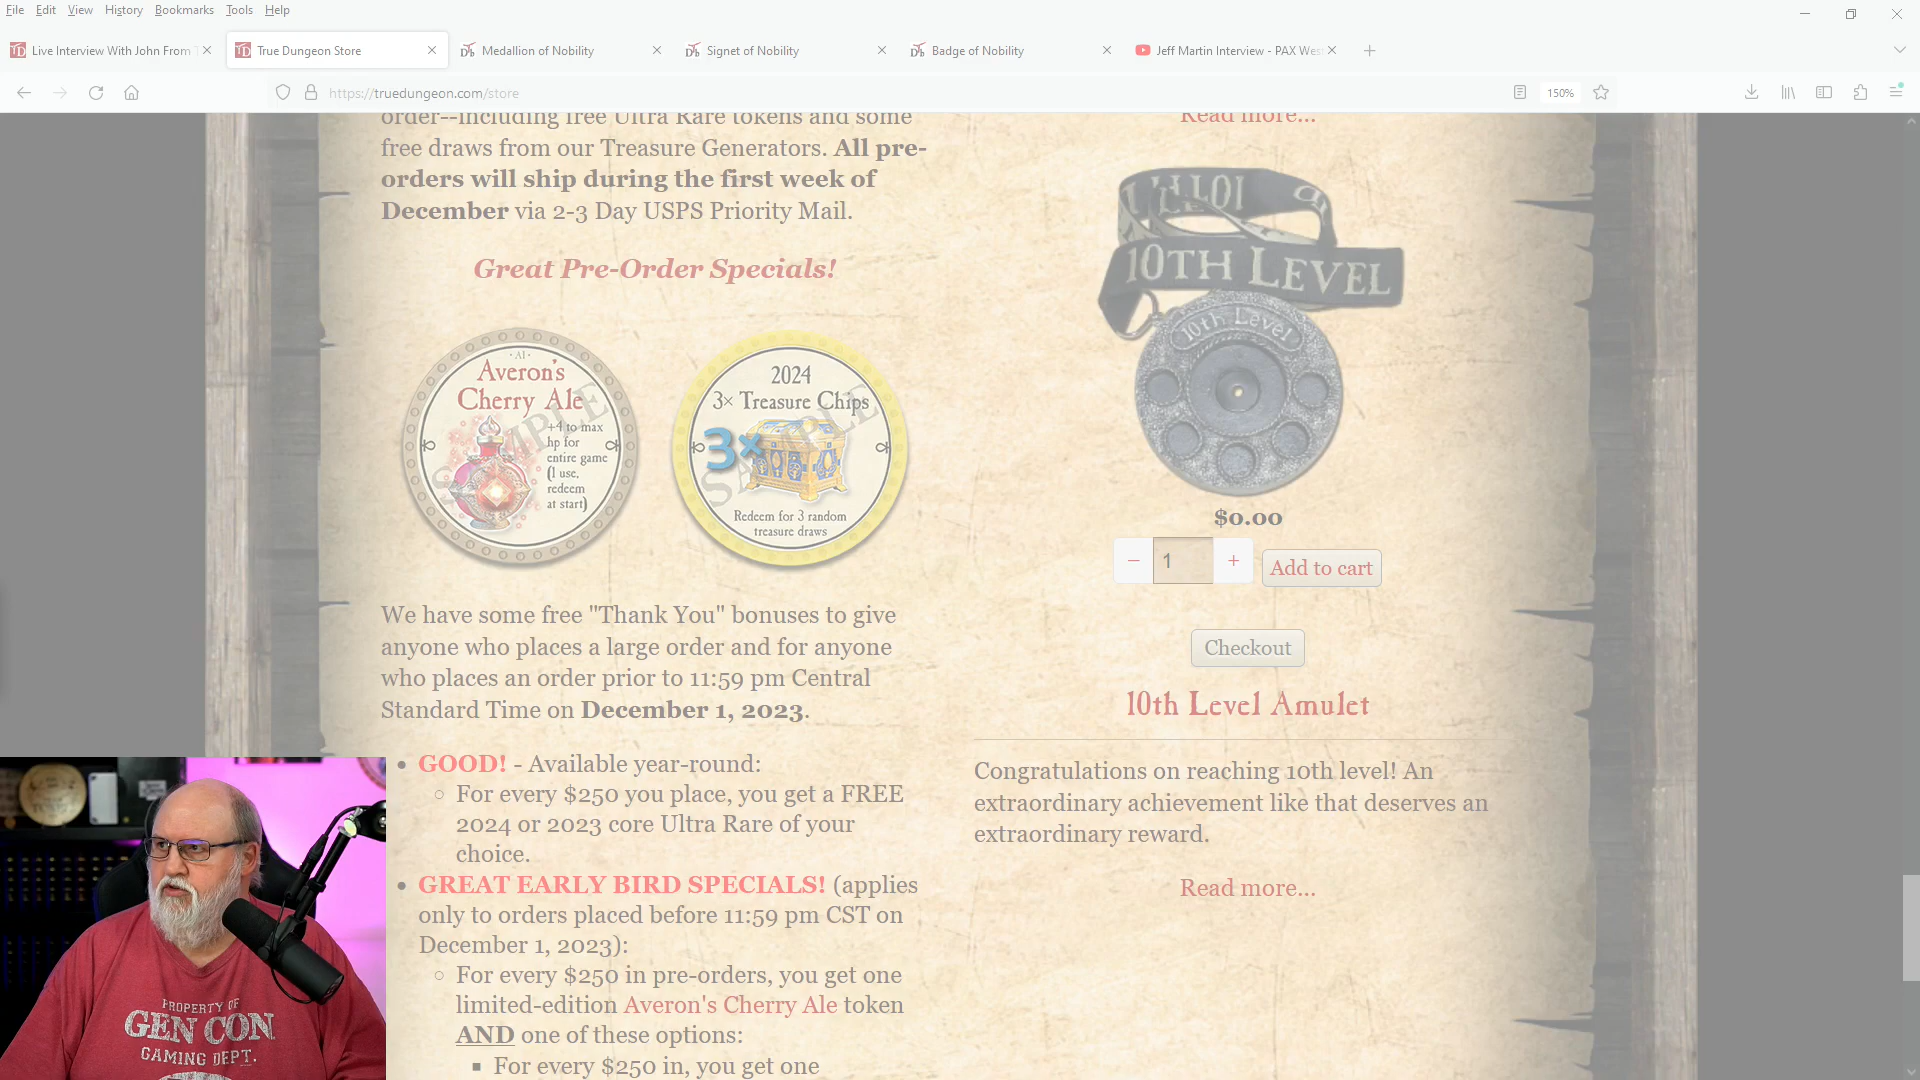 File Edit View History Bookmarks Tools Help
Live Interview With John From
True Dungeon Store
Medallion of Nobility
Signet of Nobility
Badge of Nobility
Jeff Martin Interview - PAX Wes
https://truedungeon.com/store
150%
order--including free Ultra Rare tokens and some
free draws from our Treasure Generators. All pre-
orders will ship during the first week of
December via 2-3 Day USPS Priority Mail.
Great Pre-Order Specials!
AI
Averon's
Cherry Ale
+4 to max
hp for
entire game
(1 use,
redeem
at start)
SAMPLE
2024
3× Treasure Chips
3×
SAMPLE
Redeem for 3 random
treasure draws
We have some free "Thank You" bonuses to give
anyone who places a large order and for anyone
who places an order prior to 11:59 pm Central
Standard Time on December 1, 2023.
• GOOD! - Available year-round:
◦ For every $250 you place, you get a FREE
2024 or 2023 core Ultra Rare of your
choice.
• GREAT EARLY BIRD SPECIALS! (applies
only to orders placed before 11:59 pm CST on
December 1, 2023):
◦ For every $250 in pre-orders, you get one
limited-edition Averon's Cherry Ale token
AND one of these options:
▪ For every $250 in, you get one
Read more...
10TH LEVEL
10th Level
$0.00
− 1 + Add to cart
Checkout
10th Level Amulet
Congratulations on reaching 10th level! An
extraordinary achievement like that deserves an
extraordinary reward.
Read more...
PROPERTY OF
GEN CON
GAMING DEPT.